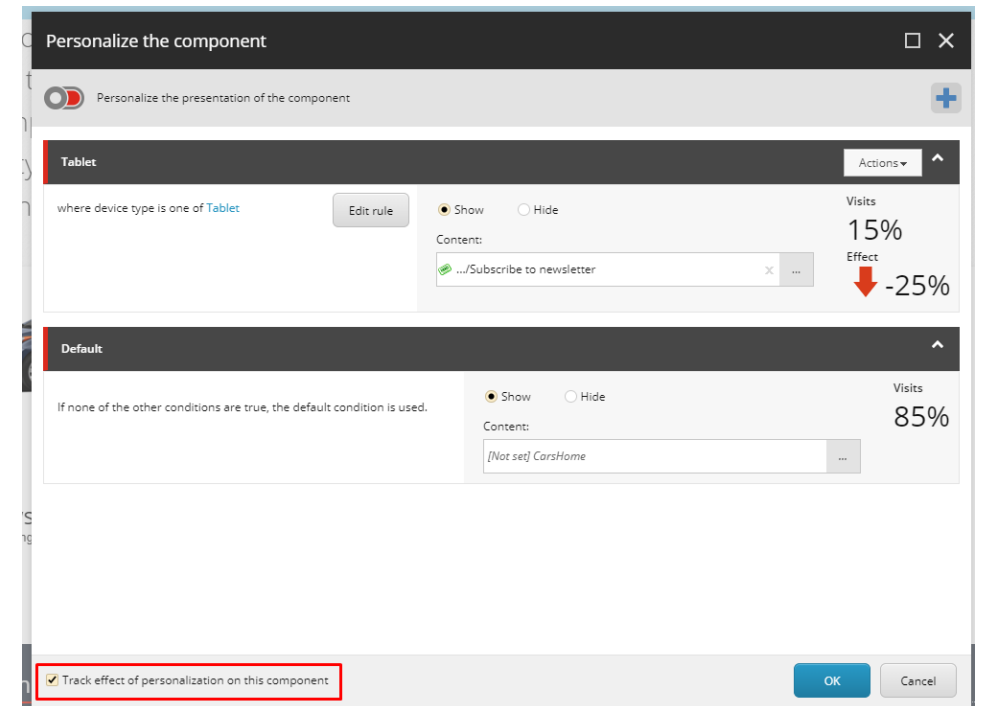 Personalize the component
Personalize the presentation of the component
Tablet
Actions
where device type is one of Tablet
Edit rule
Show
Hide
Content:
.../Subscribe to newsletter
x
...
Visits
15%
Effect
-25%
Default
If none of the other conditions are true, the default condition is used.
Show
Hide
Content:
[Not set] CarsHome
...
Visits
85%
Track effect of personalization on this component
OK
Cancel